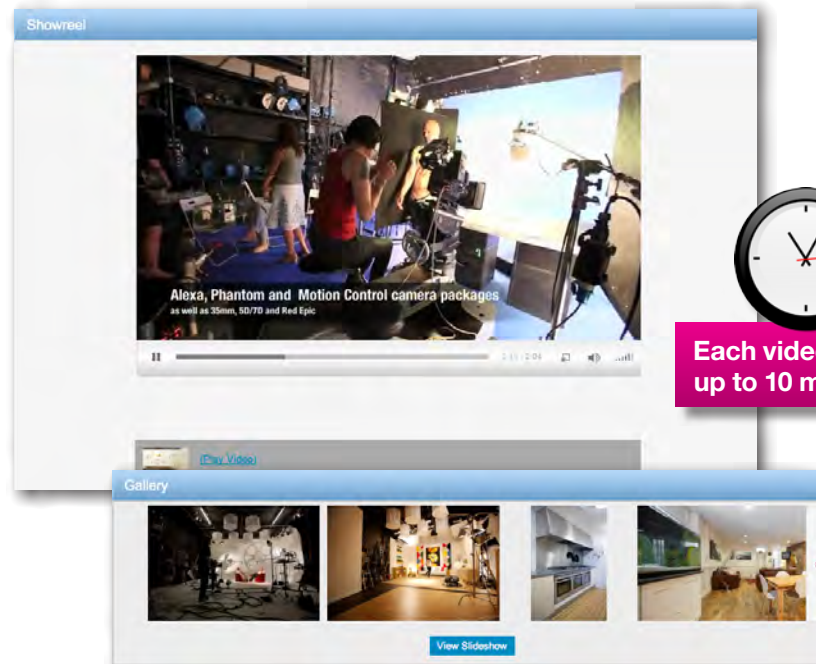 Showreel
Alexa, Phantom and Motion Control camera packages
as well as 35mm, 5D/7D and Red Epic
Each vide
up to 10 m
(Play Video)
Gallery
View Slideshow